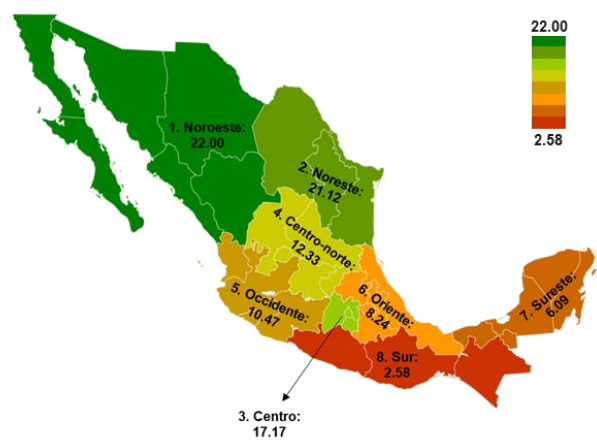 22.00
2.58
1. Noroeste:
22.00
2. Noreste:
21.12
4. Centro-norte:
12.33
5. Occidente:
10.47
6. Oriente:
8.24
7. Sureste:
6.09
8. Sur:
2.58
3. Centro:
17.17